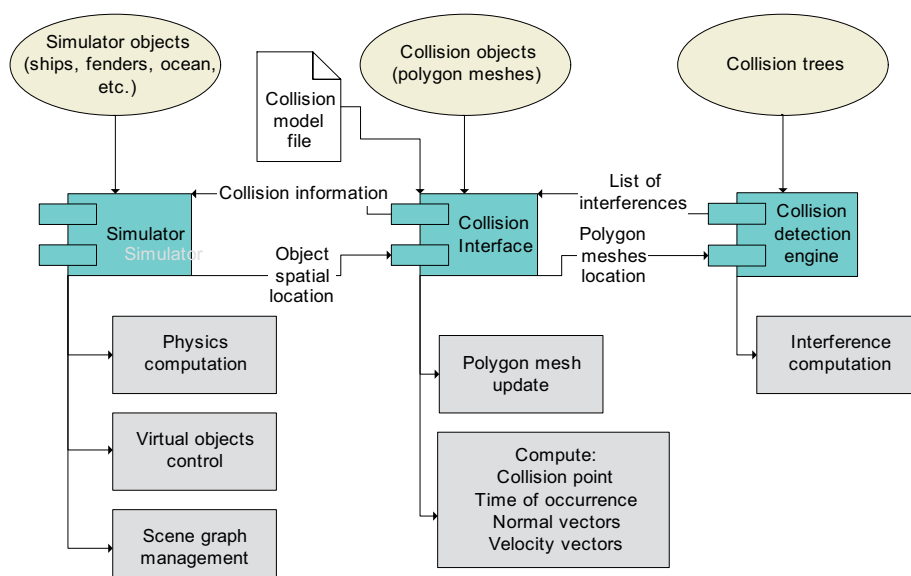 Simulator objects
(ships, fenders, ocean,
etc.)
Collision objects
(polygon meshes)
Collision trees
Collision
model
file
Collision information
List of
interferences
Simulator
Simulator
Collision
Interface
Collision
detection
engine
Object
spatial
location
Polygon
meshes
location
Physics
computation
Virtual objects
control
Scene graph
management
Polygon mesh
update
Compute:
Collision point
Time of occurrence
Normal vectors
Velocity vectors
Interference
computation